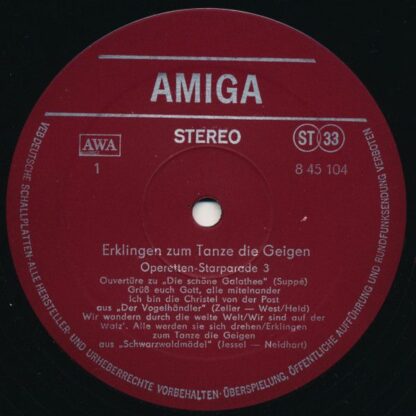 AMIGA
STEREO
AWA
ST 33
1
8 45 104
Erklingen zum Tanze die Geigen
Operetten-Starparade 3
Ouvertüre zu „Die schöne Galathee" (Suppé)
Grüß euch Gott, alle miteinander
Ich bin die Christel von der Post
aus „Der Vogelhändler" (Zeller — West/Held)
Wir wandern durch die weite Welt/Wir sind auf der
Walz'. Alle werden sie sich drehen/Erklingen
zum Tanze die Geigen
aus „Schwarzwaldmädel" (Jessel — Neidhart)
VEB DEUTSCHE SCHALLPLATTEN · ALLE HERSTELLER UND URHEBERRECHTE VORBEHALTEN · ÜBERSPIELUNG, ÖFFENTLICHE AUFFÜHRUNG UND RUNDFUNKSENDUNG VERBOTEN